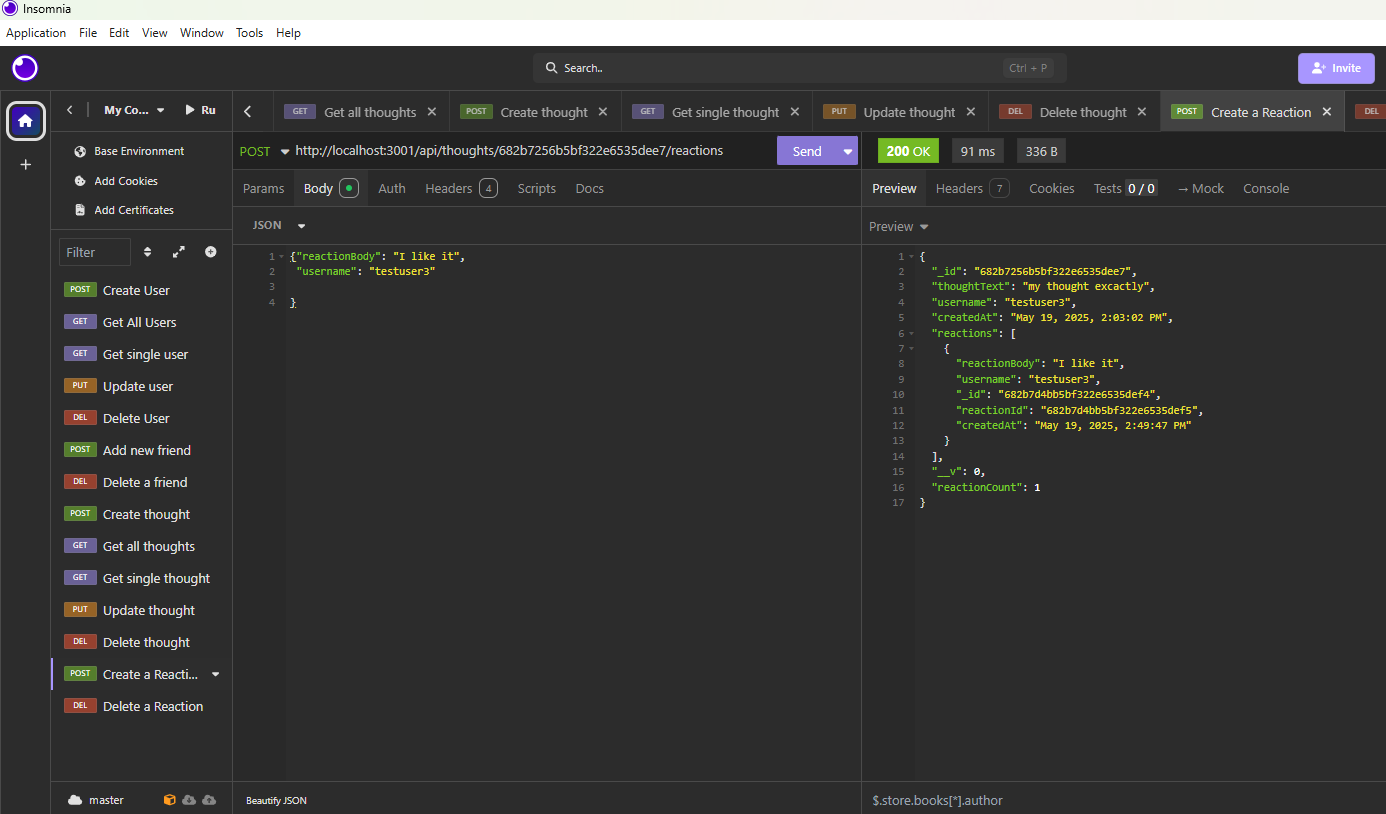 Insomnia
Application File Edit View Window Tools Help
Search.. Ctrl + P Invite
My Co... Ru
GET Get all thoughts POST Create thought GET Get single thought PUT Update thought DEL Delete thought POST Create a Reaction DEL
Base Environment
Add Cookies
Add Certificates
Filter
POST Create User
GET Get All Users
GET Get single user
PUT Update user
DEL Delete User
POST Add new friend
DEL Delete a friend
POST Create thought
GET Get all thoughts
GET Get single thought
PUT Update thought
DEL Delete thought
POST Create a Reacti...
DEL Delete a Reaction
master
POST http://localhost:3001/api/thoughts/682b7256b5bf322e6535dee7/reactions Send
Params Body Auth Headers 4 Scripts Docs
JSON
1 {"reactionBody": "I like it",
2 "username": "testuser3"
3
4 }
Beautify JSON
200 OK 91 ms 336 B
Preview Headers 7 Cookies Tests 0 / 0 → Mock Console
Preview
1 {
2 "_id": "682b7256b5bf322e6535dee7",
3 "thoughtText": "my thought excactly",
4 "username": "testuser3",
5 "createdAt": "May 19, 2025, 2:03:02 PM",
6 "reactions": [
7 {
8 "reactionBody": "I like it",
9 "username": "testuser3",
10 "_id": "682b7d4bb5bf322e6535def4",
11 "reactionId": "682b7d4bb5bf322e6535def5",
12 "createdAt": "May 19, 2025, 2:49:47 PM"
13 }
14 ],
15 "__v": 0,
16 "reactionCount": 1
17 }
$.store.books[*].author